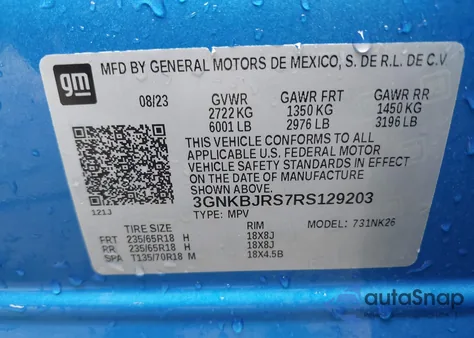 gm
MFD BY GENERAL MOTORS DE MEXICO, S. DE R.L. DE C.V
08/23 GVWR GAWR FRT GAWR RR
2722 KG 1350 KG 1450 KG
6001 LB 2976 LB 3196 LB
THIS VEHICLE CONFORMS TO ALL
APPLICABLE U.S. FEDERAL MOTOR
VEHICLE SAFETY STANDARDS IN EFFECT
ON THE DATE OF MANUFACTURE
SHOWN ABOVE.
3GNKBJRS7RS129203
121J TYPE: MPV MODEL: 731NK26
TIRE SIZE RIM
FRT 235/65R18 H 18X8J
RR 235/65R18 H 18X8J
SPA T135/70R18 M 18X4.5B
autoSnap